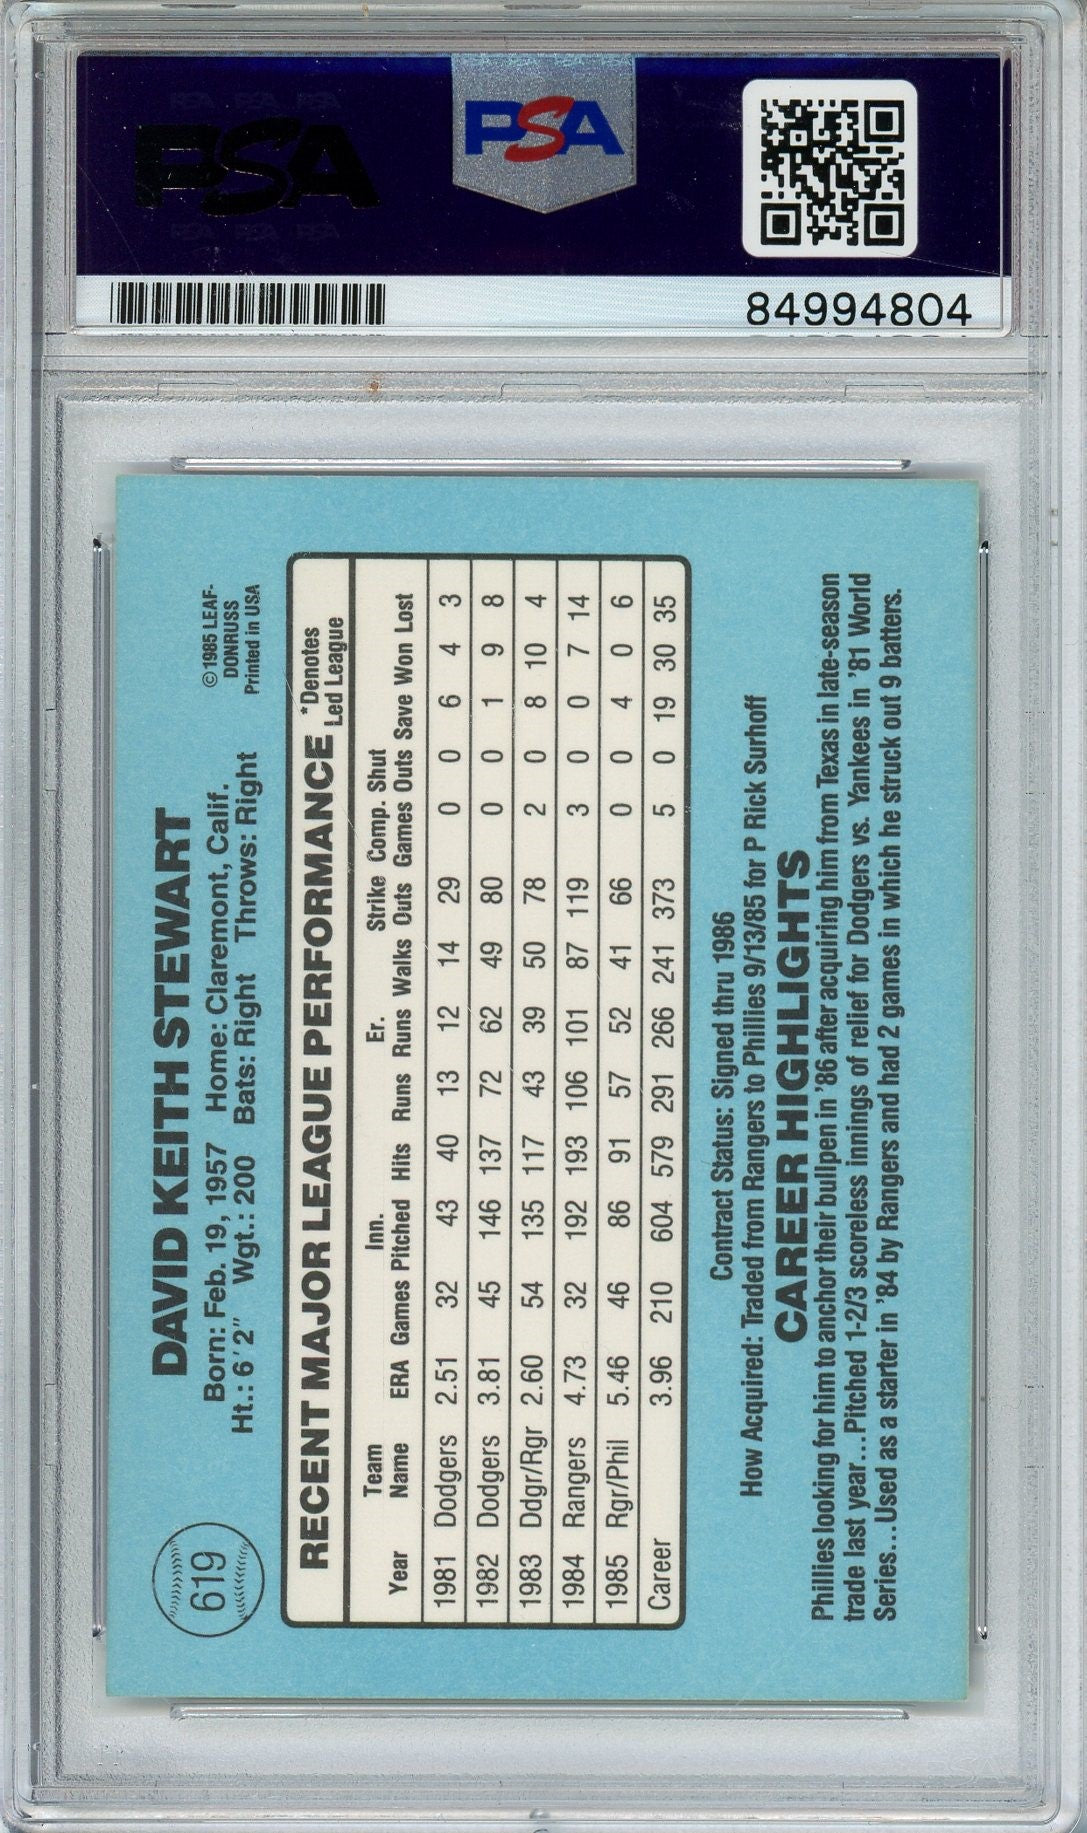 PSA
PSA
84994804
619
DAVID KEITH STEWART
Born: Feb. 19, 1957 Home: Claremont, Calif.
Ht.: 6'2" Wgt.: 200 Bats: Right Throws: Right
©1985 LEAF-
DONRUSS
Printed in USA
RECENT MAJOR LEAGUE PERFORMANCE
*Denotes
Led League
Team Inn. Er. Strike Comp. Shut
Year Name ERA Games Pitched Hits Runs Runs Walks Outs Games Outs Save Won Lost
1981 Dodgers 2.51 32 43 40 13 12 14 29 0 0 6 4 3
1982 Dodgers 3.81 45 146 137 72 62 49 80 0 0 1 9 8
1983 Ddgr/Rgr 2.60 54 135 117 43 39 50 78 2 0 8 10 4
1984 Rangers 4.73 32 192 193 106 101 87 119 3 0 0 7 14
1985 Rgr/Phil 5.46 46 86 91 57 52 41 66 0 0 4 0 6
Career 3.96 210 604 579 291 266 241 373 5 0 19 30 35
Contract Status: Signed thru 1986
How Acquired: Traded from Rangers to Phillies 9/13/85 for P Rick Surhoff
CAREER HIGHLIGHTS
Phillies looking for him to anchor their bullpen in '86 after acquiring him from Texas in late-season
trade last year...Pitched 1-2/3 scoreless innings of relief for Dodgers vs. Yankees in '81 World
Series...Used as a starter in '84 by Rangers and had 2 games in which he struck out 9 batters.